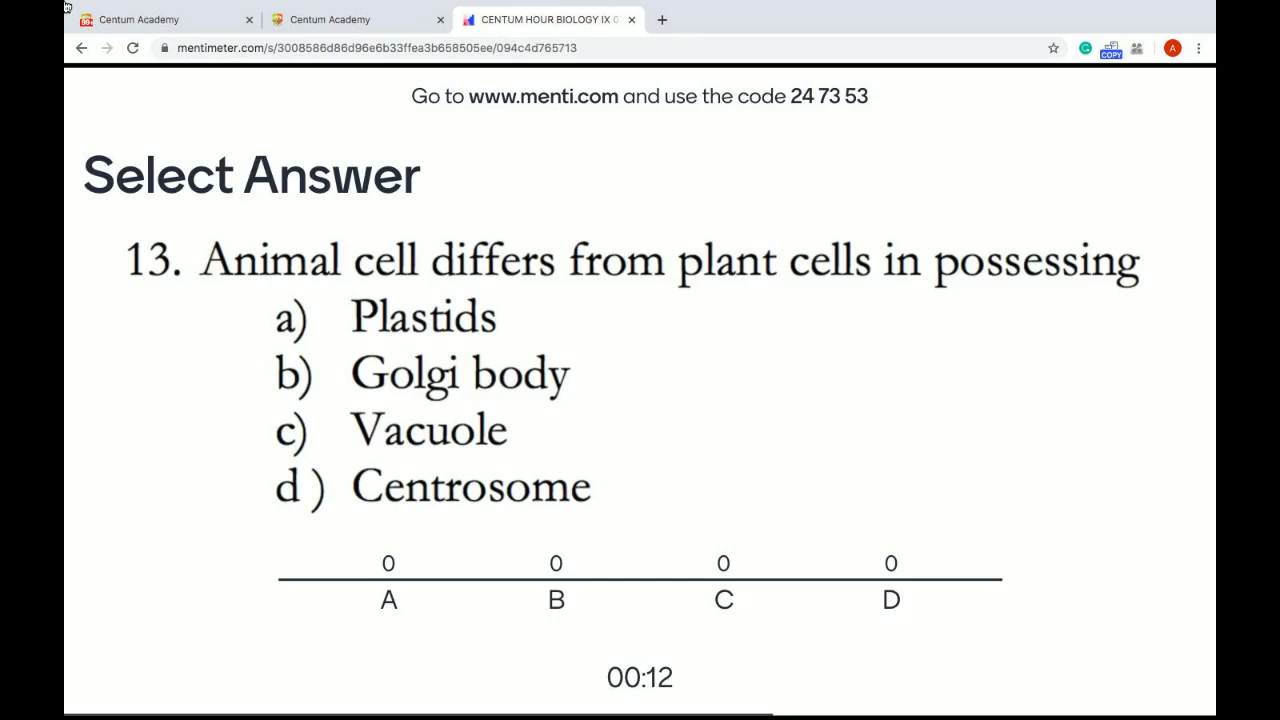 Centum Academy
Centum Academy
CENTUM HOUR BIOLOGY IX
mentimeter.com/s/3008586d86d96e6b33ffea3b658505ee/094c4d765713
COPY
A
Go to www.menti.com and use the code 24 73 53
Select Answer
13. Animal cell differs from plant cells in possessing
a) Plastids
b) Golgi body
c) Vacuole
d ) Centrosome
0 0 0 0
A B C D
00:12